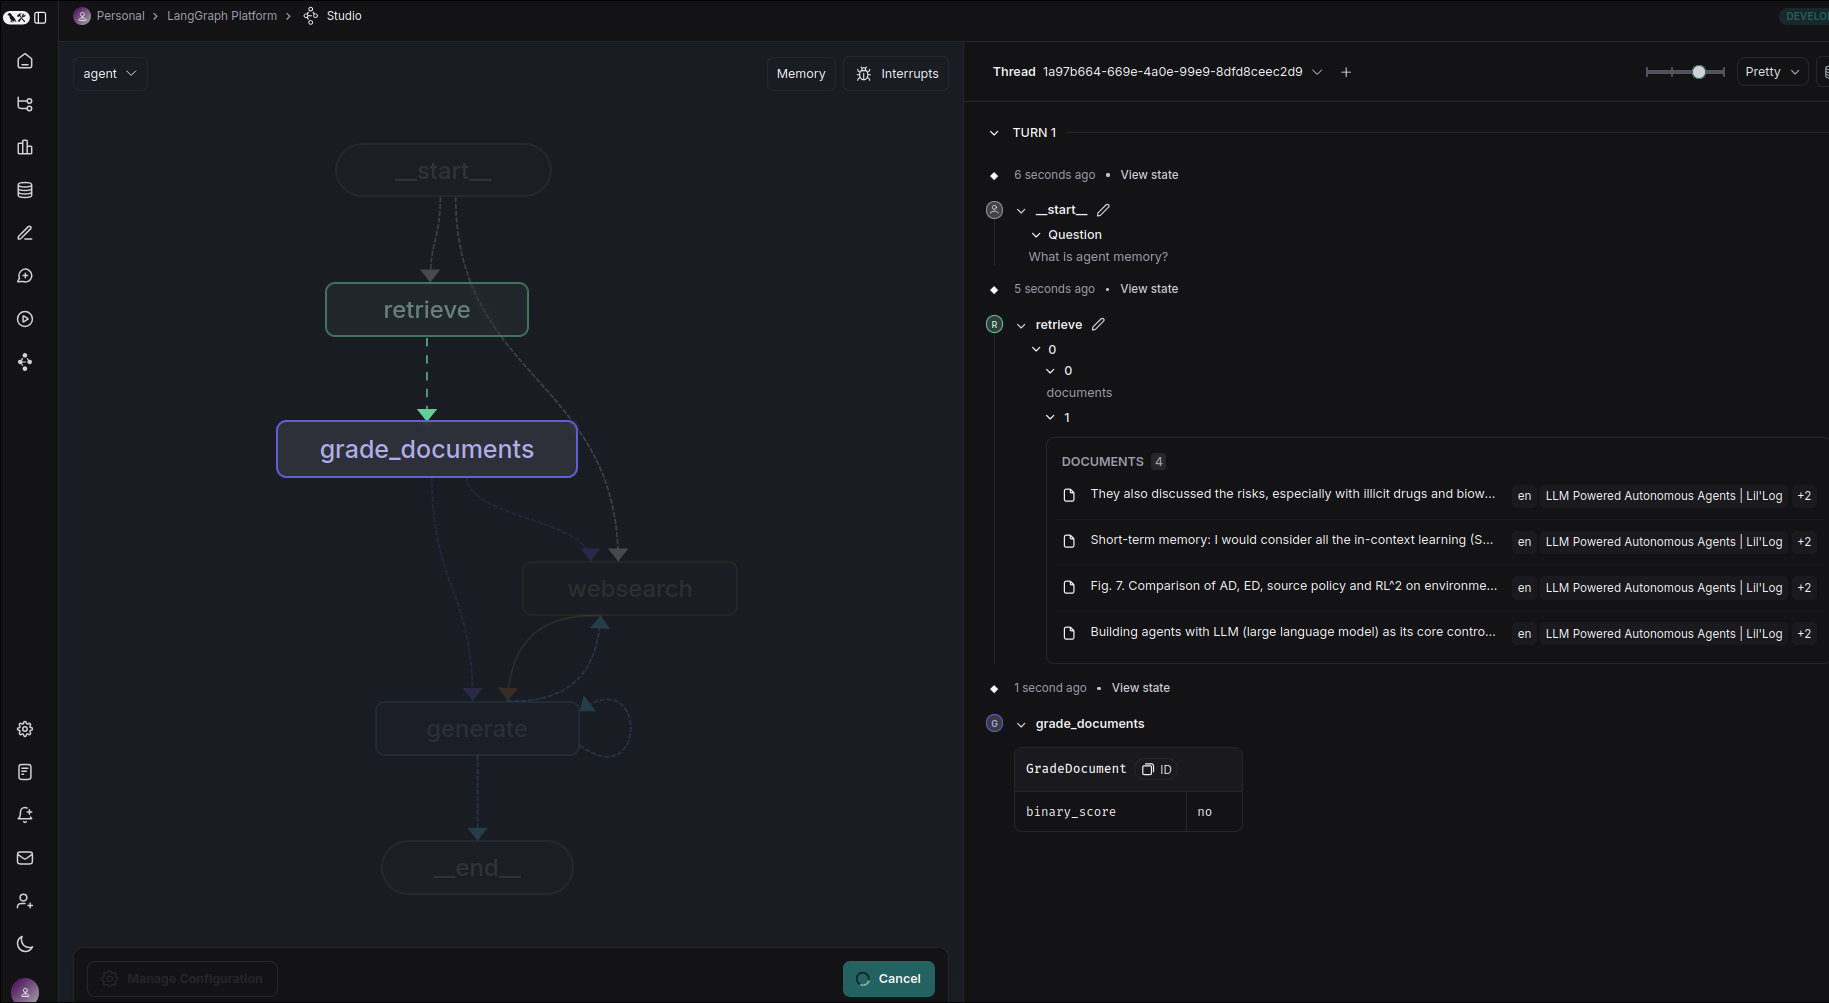 Personal > LangGraph Platform > Studio
DEVELO
agent
Memory
Interrupts
__start__
retrieve
grade_documents
websearch
generate
__end__
Manage Configuration
Cancel
Thread 1a97b664-669e-4a0e-99e9-8dfd8ceec2d9
Pretty
TURN 1
6 seconds ago • View state
__start__
Question
What is agent memory?
5 seconds ago • View state
R retrieve
0
0
documents
1
DOCUMENTS 4
They also discussed the risks, especially with illicit drugs and biow... en LLM Powered Autonomous Agents | Lil'Log +2
Short-term memory: I would consider all the in-context learning (S... en LLM Powered Autonomous Agents | Lil'Log +2
Fig. 7. Comparison of AD, ED, source policy and RL^2 on environme... en LLM Powered Autonomous Agents | Lil'Log +2
Building agents with LLM (large language model) as its core contro... en LLM Powered Autonomous Agents | Lil'Log +2
1 second ago • View state
G grade_documents
GradeDocument ID
binary_score no